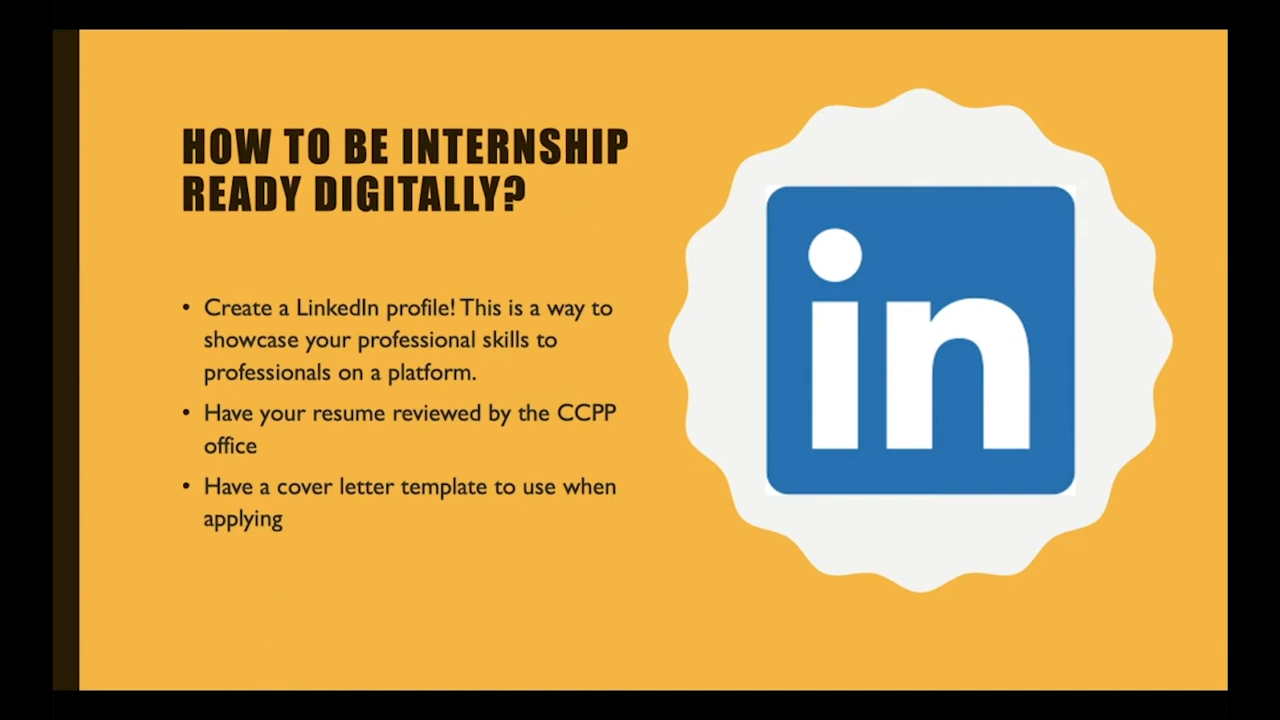 HOW TO BE INTERNSHIP
READY DIGITALLY?
• Create a LinkedIn profile! This is a way to
showcase your professional skills to
professionals on a platform.
• Have your resume reviewed by the CCPP
office
• Have a cover letter template to use when
applying
in